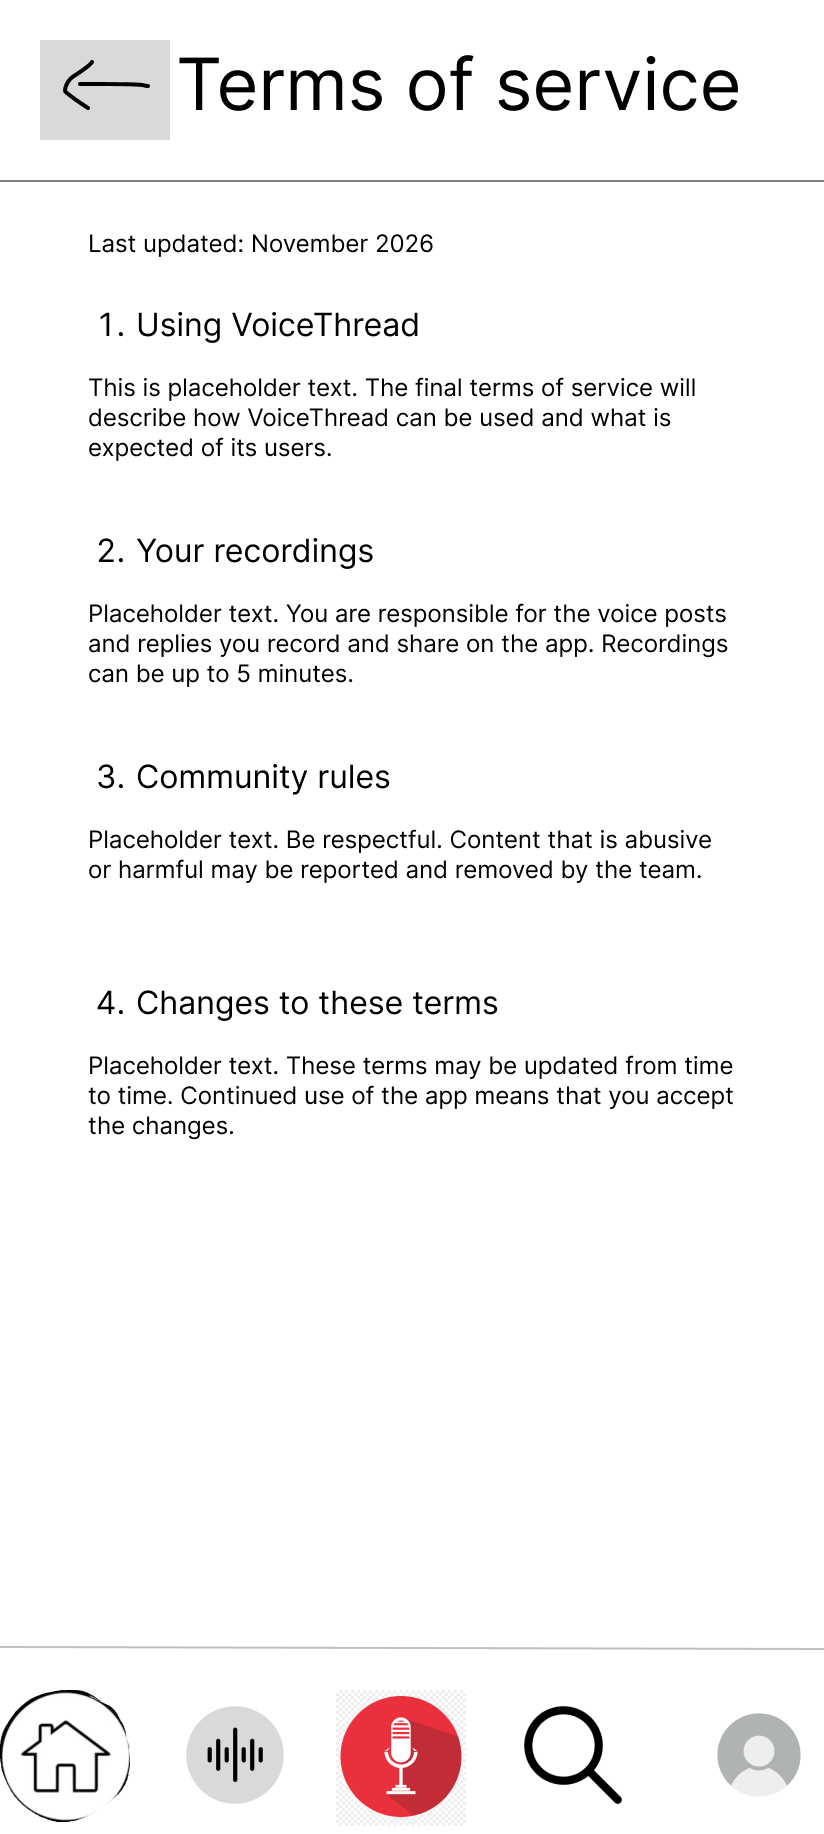 Terms of service
Last updated: November 2026
1. Using VoiceThread
This is placeholder text. The final terms of service will
describe how VoiceThread can be used and what is
expected of its users.
2. Your recordings
Placeholder text. You are responsible for the voice posts
and replies you record and share on the app. Recordings
can be up to 5 minutes.
3. Community rules
Placeholder text. Be respectful. Content that is abusive
or harmful may be reported and removed by the team.
4. Changes to these terms
Placeholder text. These terms may be updated from time
to time. Continued use of the app means that you accept
the changes.